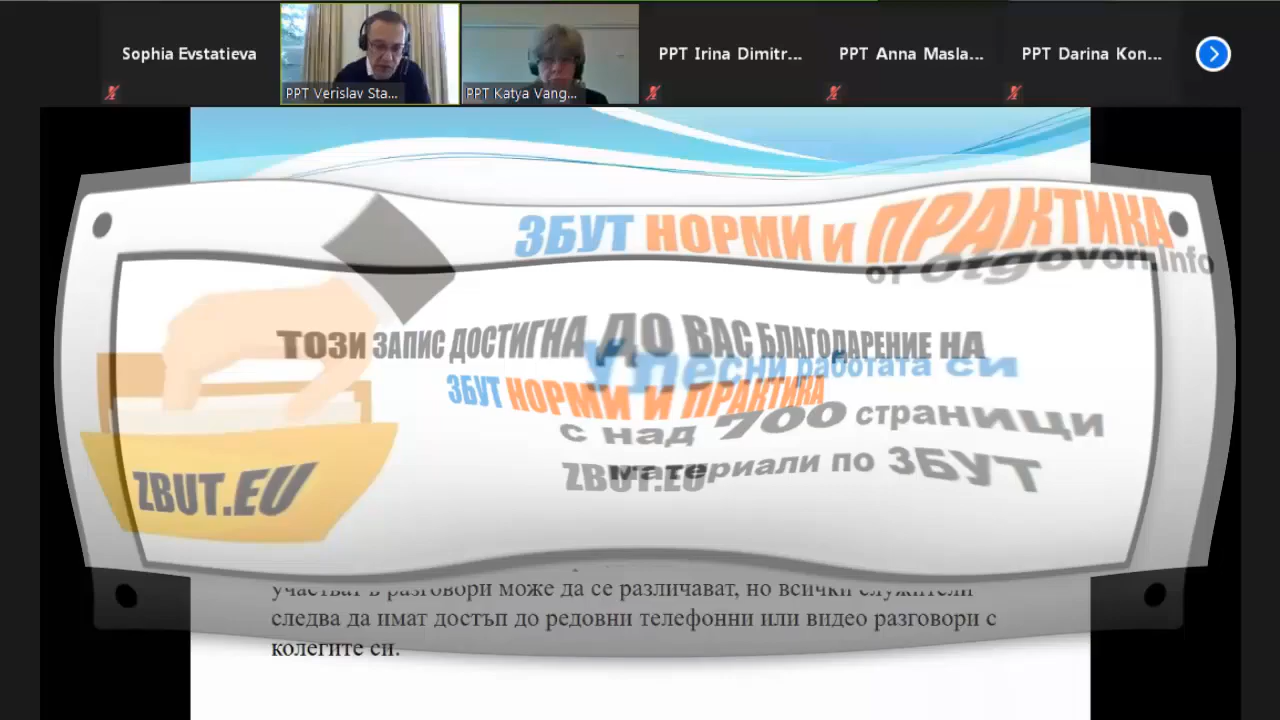 Sophia Evstatieva
PPT Verislav Sta...
PPT Katya Vang...
PPT Irina Dimitr...
PPT Anna Masla...
PPT Darina Kon...
ЗБУТ НОРМИ и ПРАКТИКА
от otgovori.Info
ТОЗИ ЗАПИС ДОСТИГНА ДО ВАС БЛАГОДАРЕНИЕ НА
Улесни работата си
ЗБУТ НОРМИ И ПРАКТИКА
с над 700 страници
материали по ЗБУТ
ZBUT.EU
ZBUT.EU
участват в разговори може да се различават, но всички служители
следва да имат достъп до редовни телефонни или видео разговори с
колегите си.